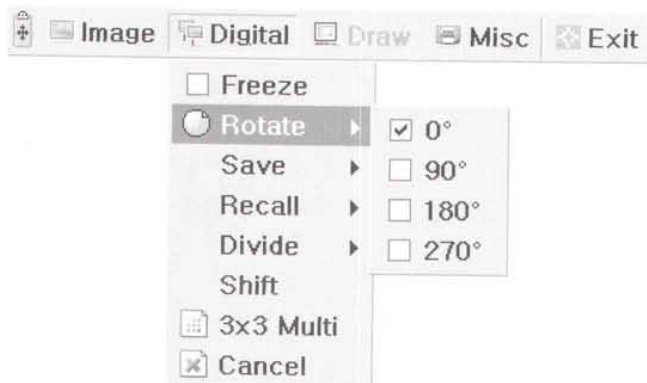 Image Digital Draw Misc Exit
Freeze
Rotate 0°
Save 90°
Recall 180°
Divide 270°
Shift
3x3 Multi
Cancel